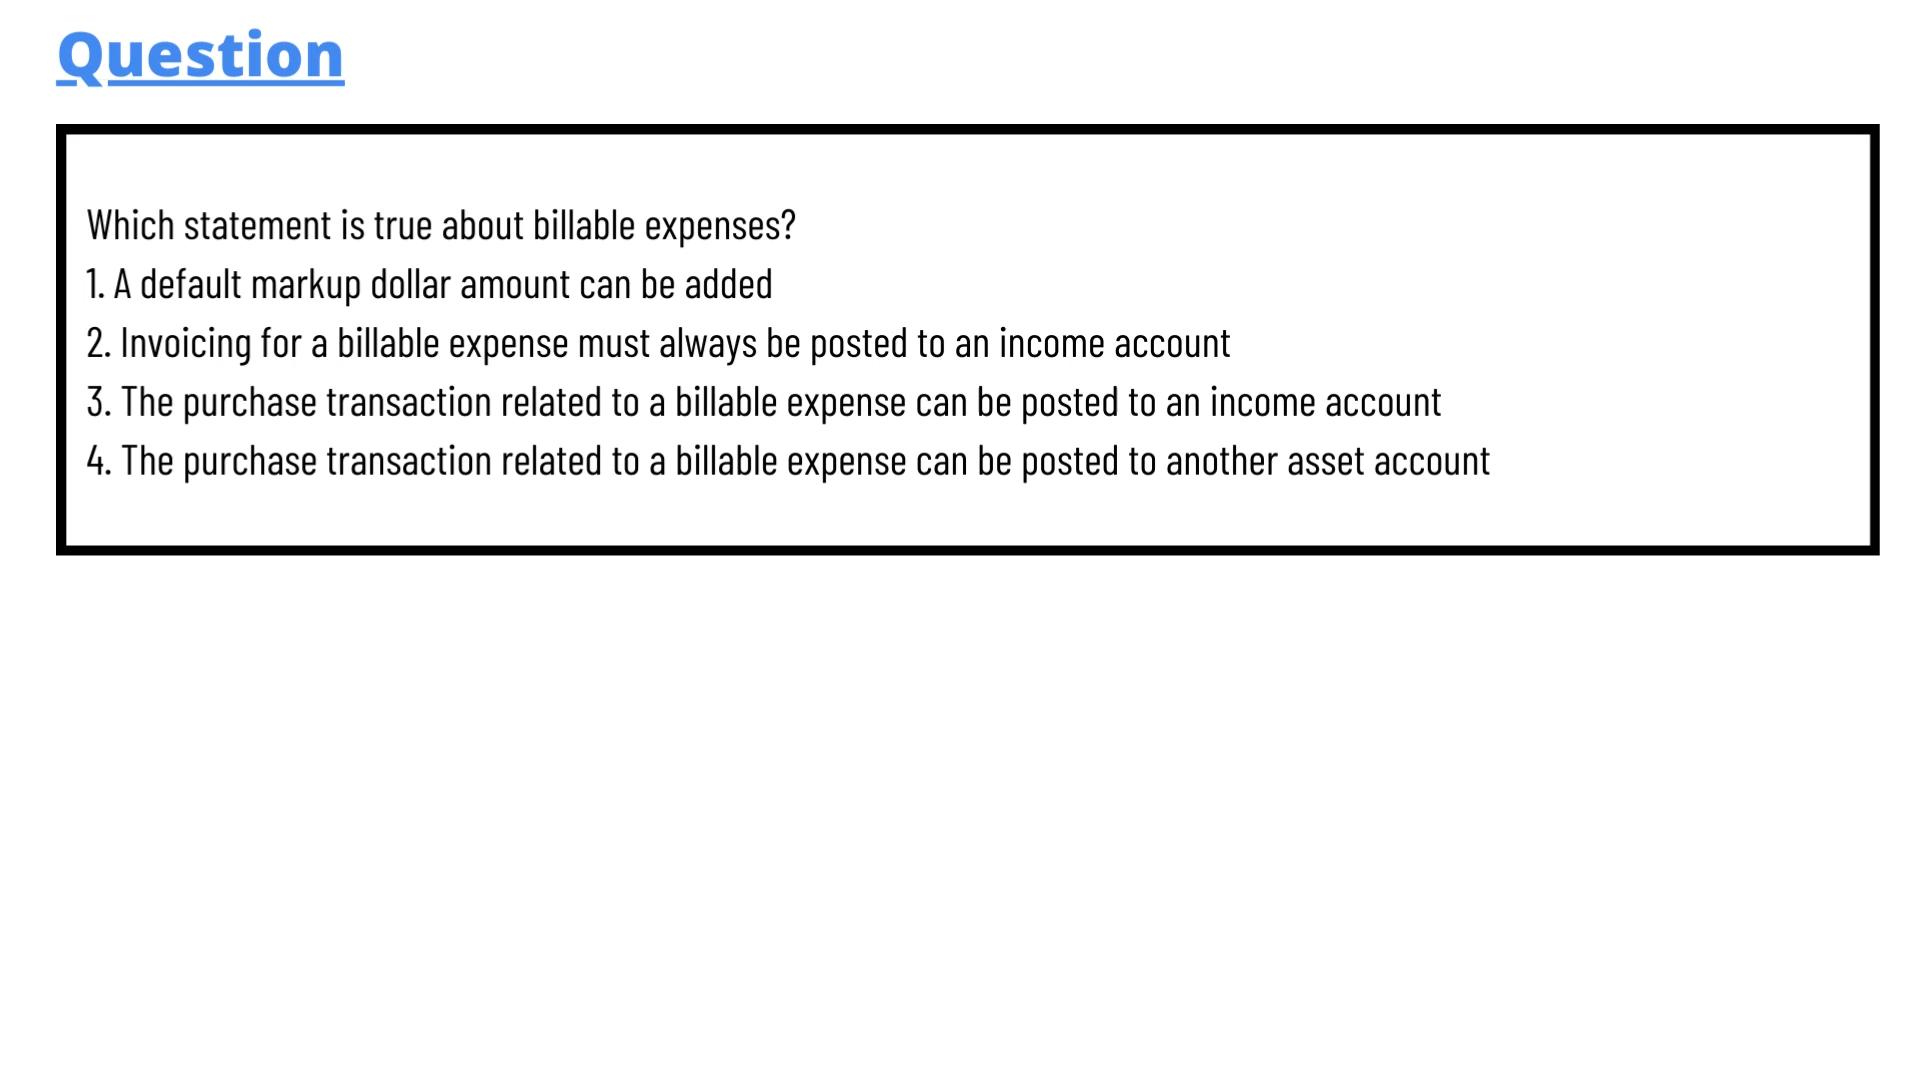 Question
Which statement is true about billable expenses?
1. A default markup dollar amount can be added
2. Invoicing for a billable expense must always be posted to an income account
3. The purchase transaction related to a billable expense can be posted to an income account
4. The purchase transaction related to a billable expense can be posted to another asset account